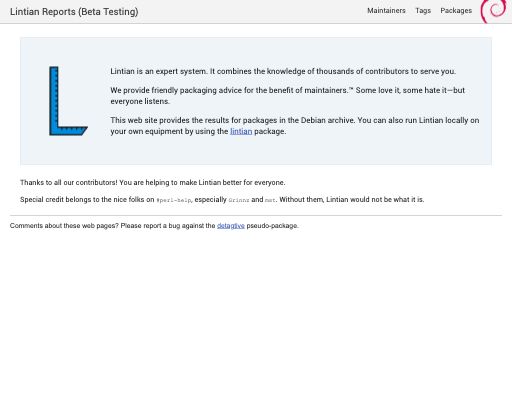 Lintian Reports (Beta Testing)
Maintainers Tags Packages
Lintian is an expert system. It combines the knowledge of thousands of contributors to serve you.
We provide friendly packaging advice for the benefit of maintainers.™ Some love it, some hate it—but
everyone listens.
This web site provides the results for packages in the Debian archive. You can also run Lintian locally on
your own equipment by using the lintian package.
Thanks to all our contributors! You are helping to make Lintian better for everyone.
Special credit belongs to the nice folks on #perl-help, especially Grinnz and mst. Without them, Lintian would not be what it is.
Comments about these web pages? Please report a bug against the detagtive pseudo-package.